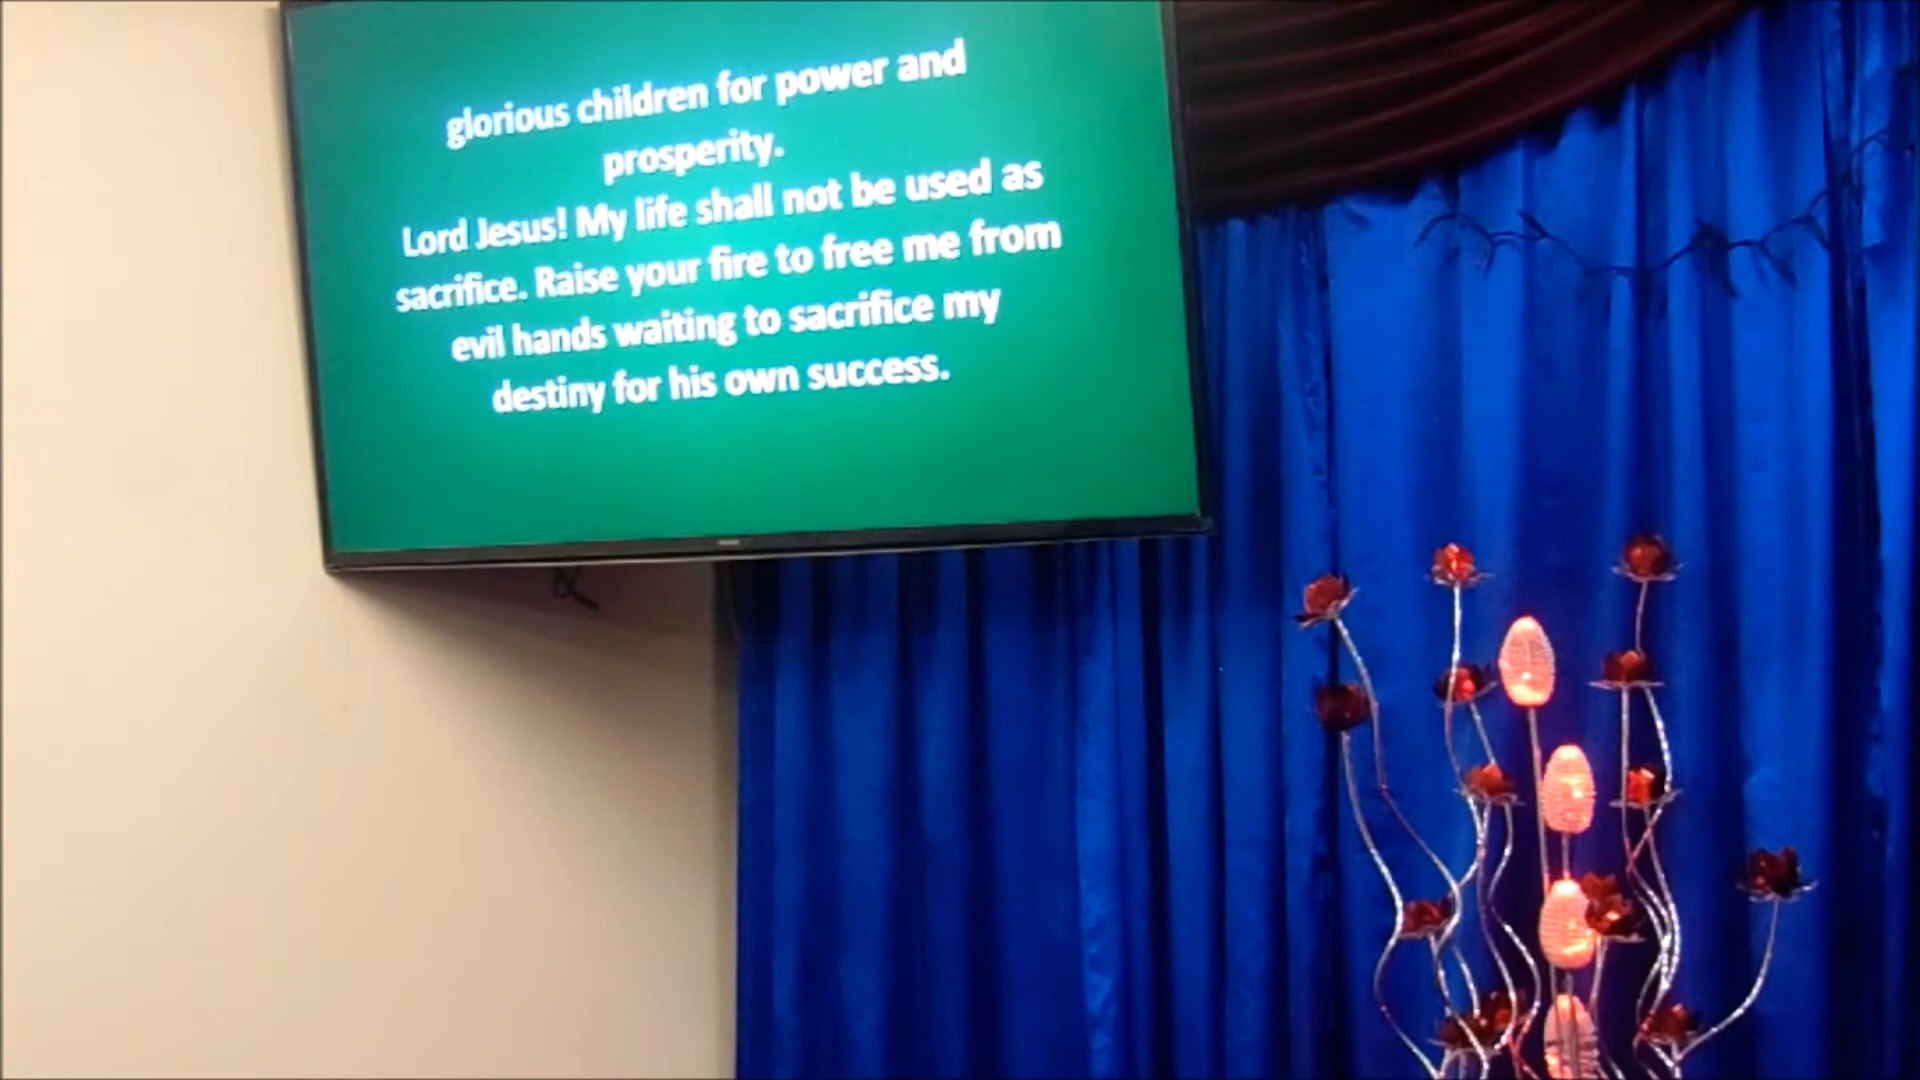 glorious children for power and
prosperity.
Lord Jesus! My life shall not be used as
sacrifice. Raise your fire to free me from
evil hands waiting to sacrifice my
destiny for his own success.